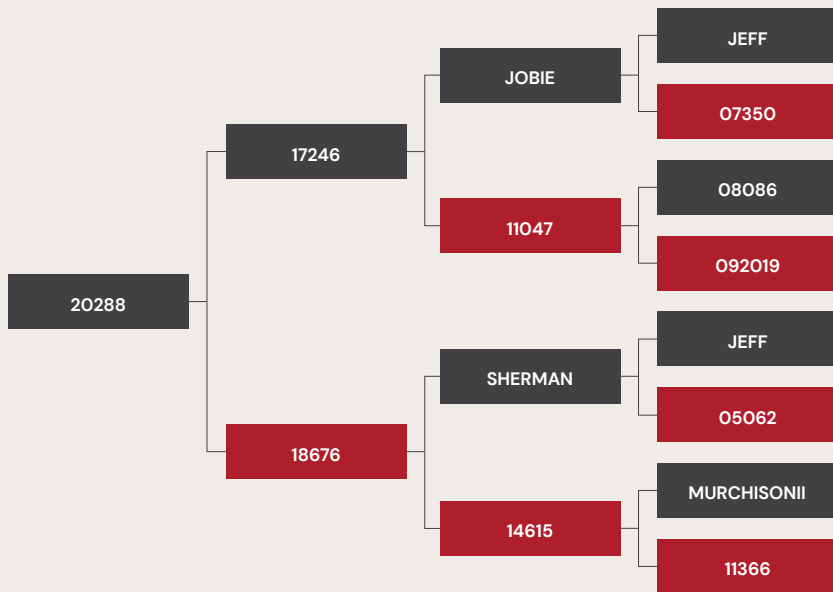 JEFF
JOBIE
07350
17246
08086
11047
092019
20288
JEFF
SHERMAN
05062
18676
MURCHISONII
14615
11366